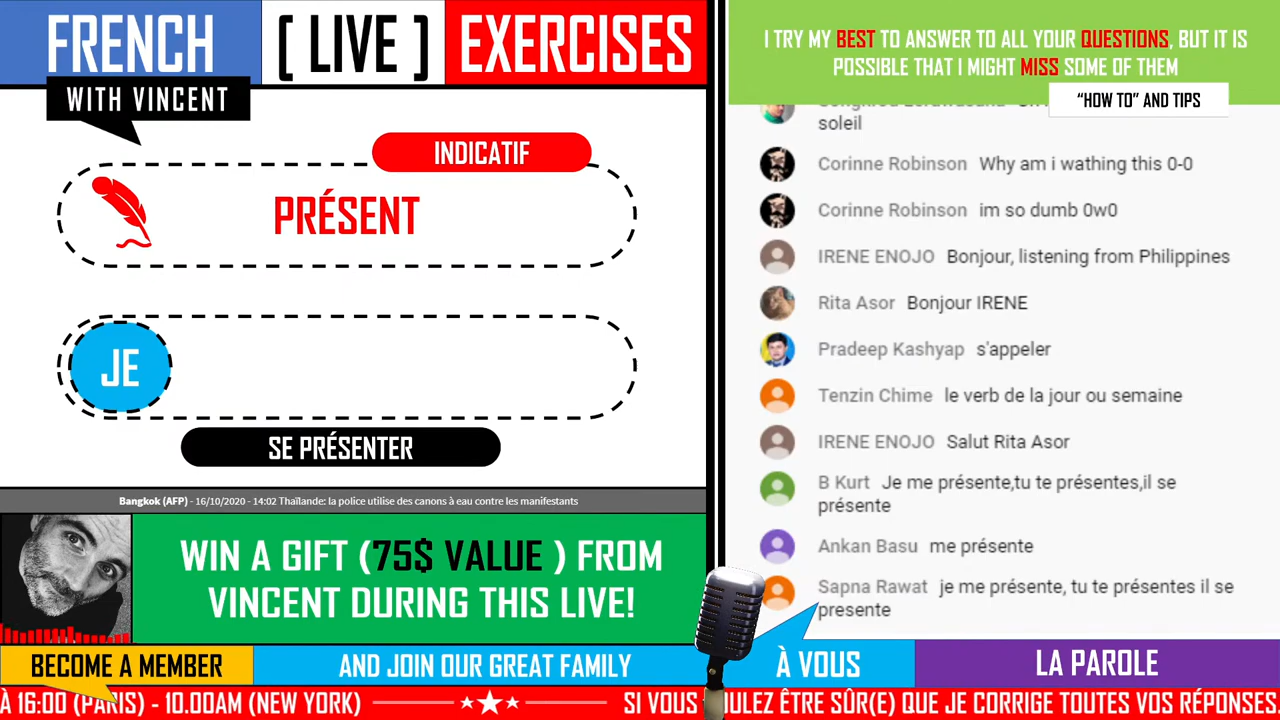 FRENCH
[ LIVE ]
EXERCISES
WITH VINCENT
INDICATIF
PRÉSENT
JE
SE PRÉSENTER
Bangkok (AFP) - 16/10/2020 - 14:02 Thaïlande: la police utilise des canons à eau contre les manifestants
WIN A GIFT (75$ VALUE ) FROM
VINCENT DURING THIS LIVE!
BECOME A MEMBER
AND JOIN OUR GREAT FAMILY
I TRY MY BEST TO ANSWER TO ALL YOUR QUESTIONS, BUT IT IS
POSSIBLE THAT I MIGHT MISS SOME OF THEM
“HOW TO” AND TIPS
soleil
Corinne Robinson Why am i wathing this 0-0
Corinne Robinson im so dumb 0w0
IRENE ENOJO Bonjour, listening from Philippines
Rita Asor Bonjour IRENE
Pradeep Kashyap s'appeler
Tenzin Chime le verb de la jour ou semaine
IRENE ENOJO Salut Rita Asor
B Kurt Je me présente,tu te présentes,il se
présente
Ankan Basu me présente
Sapna Rawat je me présente, tu te présentes il se
presente
À VOUS
LA PAROLE
À 16:00 (PARIS) - 10.00AM (NEW YORK)
SI VOUS VOULEZ ÊTRE SÛR(E) QUE JE CORRIGE TOUTES VOS RÉPONSES.